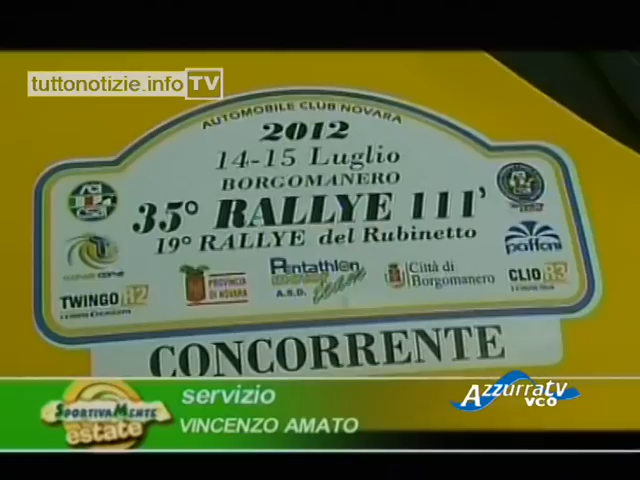 tuttonotizie.info TV
AUTOMOBILE CLUB NOVARA
2012
14-15 Luglio
BORGOMANERO
35° RALLYE 111'
19° RALLYE del Rubinetto
TWINGO R2
PROVINCIA
DI NOVARA
Pentathlon
A.S.D. team
Città di
Borgomanero
paffoni
CLIO R3
CONCORRENTE
SPORTIVAMENTE
estate
servizio
VINCENZO AMATO
Azzurratv
VCO